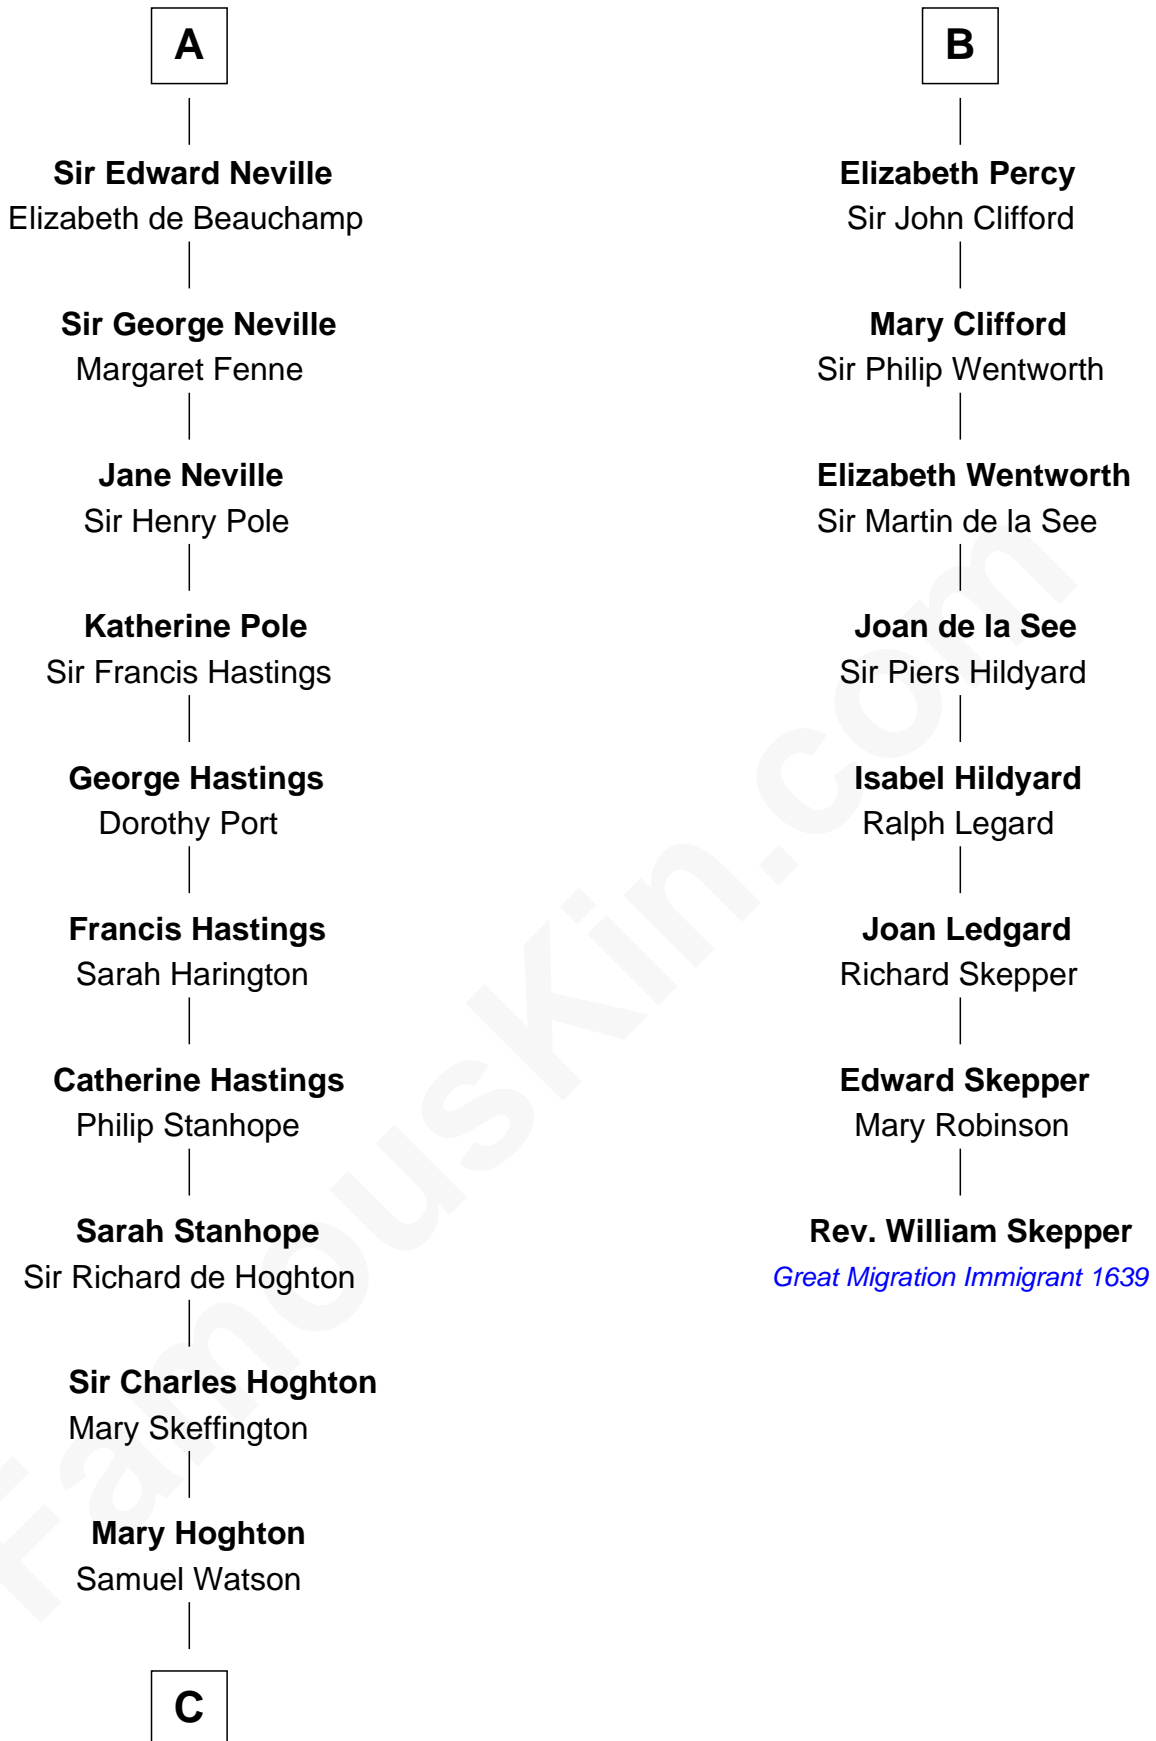 A
Sir Edward Neville
Elizabeth de Beauchamp
Sir George Neville
Margaret Fenne
Jane Neville
Sir Henry Pole
Katherine Pole
Sir Francis Hastings
George Hastings
Dorothy Port
Francis Hastings
Sarah Harington
Catherine Hastings
Philip Stanhope
Sarah Stanhope
Sir Richard de Hoghton
Sir Charles Hoghton
Mary Skeffington
Mary Hoghton
Samuel Watson
C
B
Elizabeth Percy
Sir John Clifford
Mary Clifford
Sir Philip Wentworth
Elizabeth Wentworth
Sir Martin de la See
Joan de la See
Sir Piers Hildyard
Isabel Hildyard
Ralph Legard
Joan Ledgard
Richard Skepper
Edward Skepper
Mary Robinson
Rev. William Skepper
Great Migration Immigrant 1639
FamousKin.com